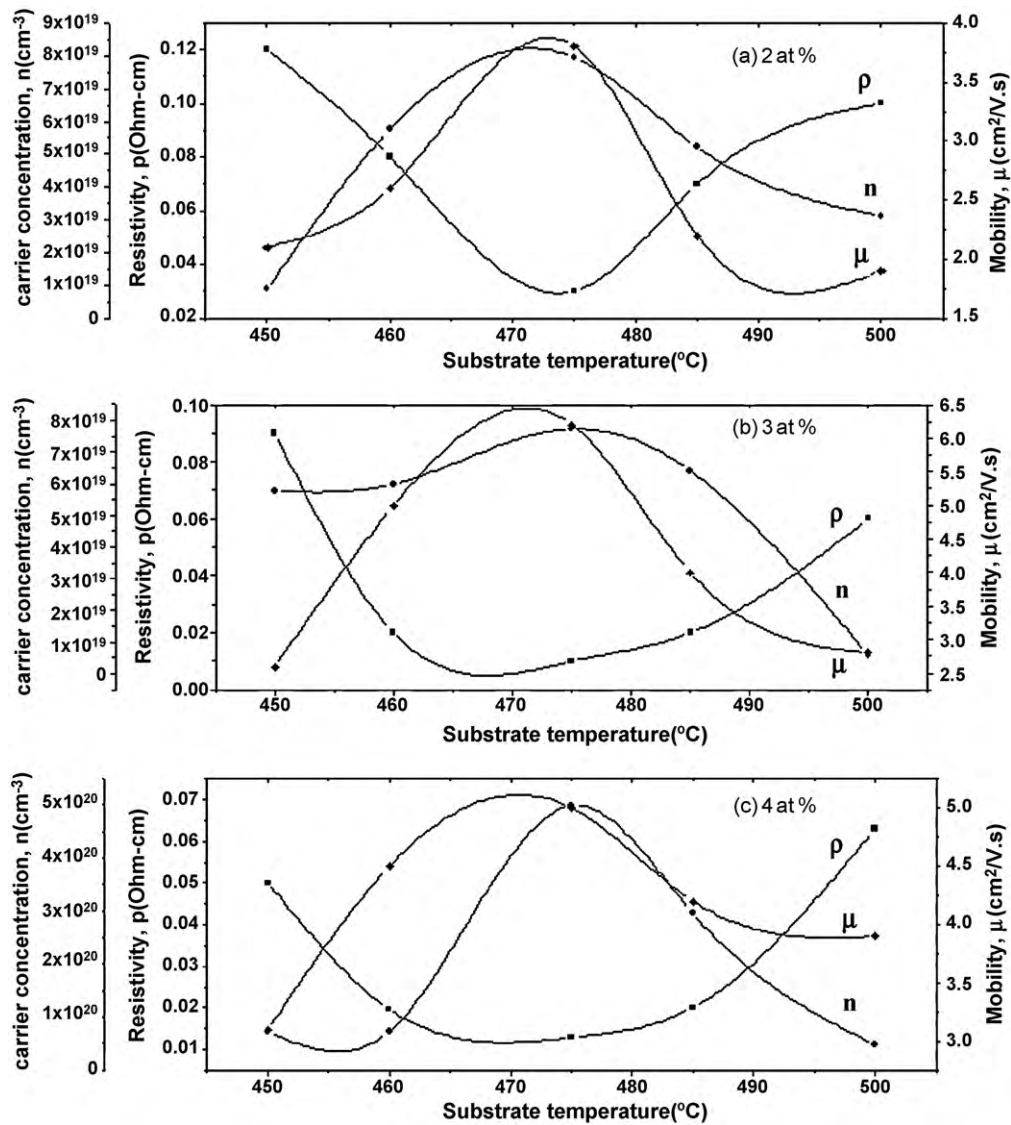 (a) 2 at %
carrier concentration, n(cm⁻³)
9x10¹⁹
8x10¹⁹
7x10¹⁹
6x10¹⁹
5x10¹⁹
4x10¹⁹
3x10¹⁹
2x10¹⁹
1x10¹⁹
0
Resistivity, p(Ohm-cm)
0.12
0.10
0.08
0.06
0.04
0.02
4.0
3.5
3.0
2.5
2.0
1.5
Mobility, μ(cm²/V.s)
ρ
n
μ
450 460 470 480 490 500
Substrate temperature(ºC)
(b) 3 at %
carrier concentration, n(cm⁻³)
8x10¹⁹
7x10¹⁹
6x10¹⁹
5x10¹⁹
4x10¹⁹
3x10¹⁹
2x10¹⁹
1x10¹⁹
0
Resistivity, p(Ohm-cm)
0.10
0.08
0.06
0.04
0.02
0.00
6.5
6.0
5.5
5.0
4.5
4.0
3.5
3.0
2.5
Mobility, μ(cm²/V.s)
ρ
n
μ
450 460 470 480 490 500
Substrate temperature(ºC)
(c) 4 at %
carrier concentration, n(cm⁻³)
5x10²⁰
4x10²⁰
3x10²⁰
2x10²⁰
1x10²⁰
0
Resistivity, p(Ohm-cm)
0.07
0.06
0.05
0.04
0.03
0.02
0.01
5.0
4.5
4.0
3.5
3.0
Mobility, μ(cm²/V.s)
ρ
μ
n
450 460 470 480 490 500
Substrate temperature(ºC)